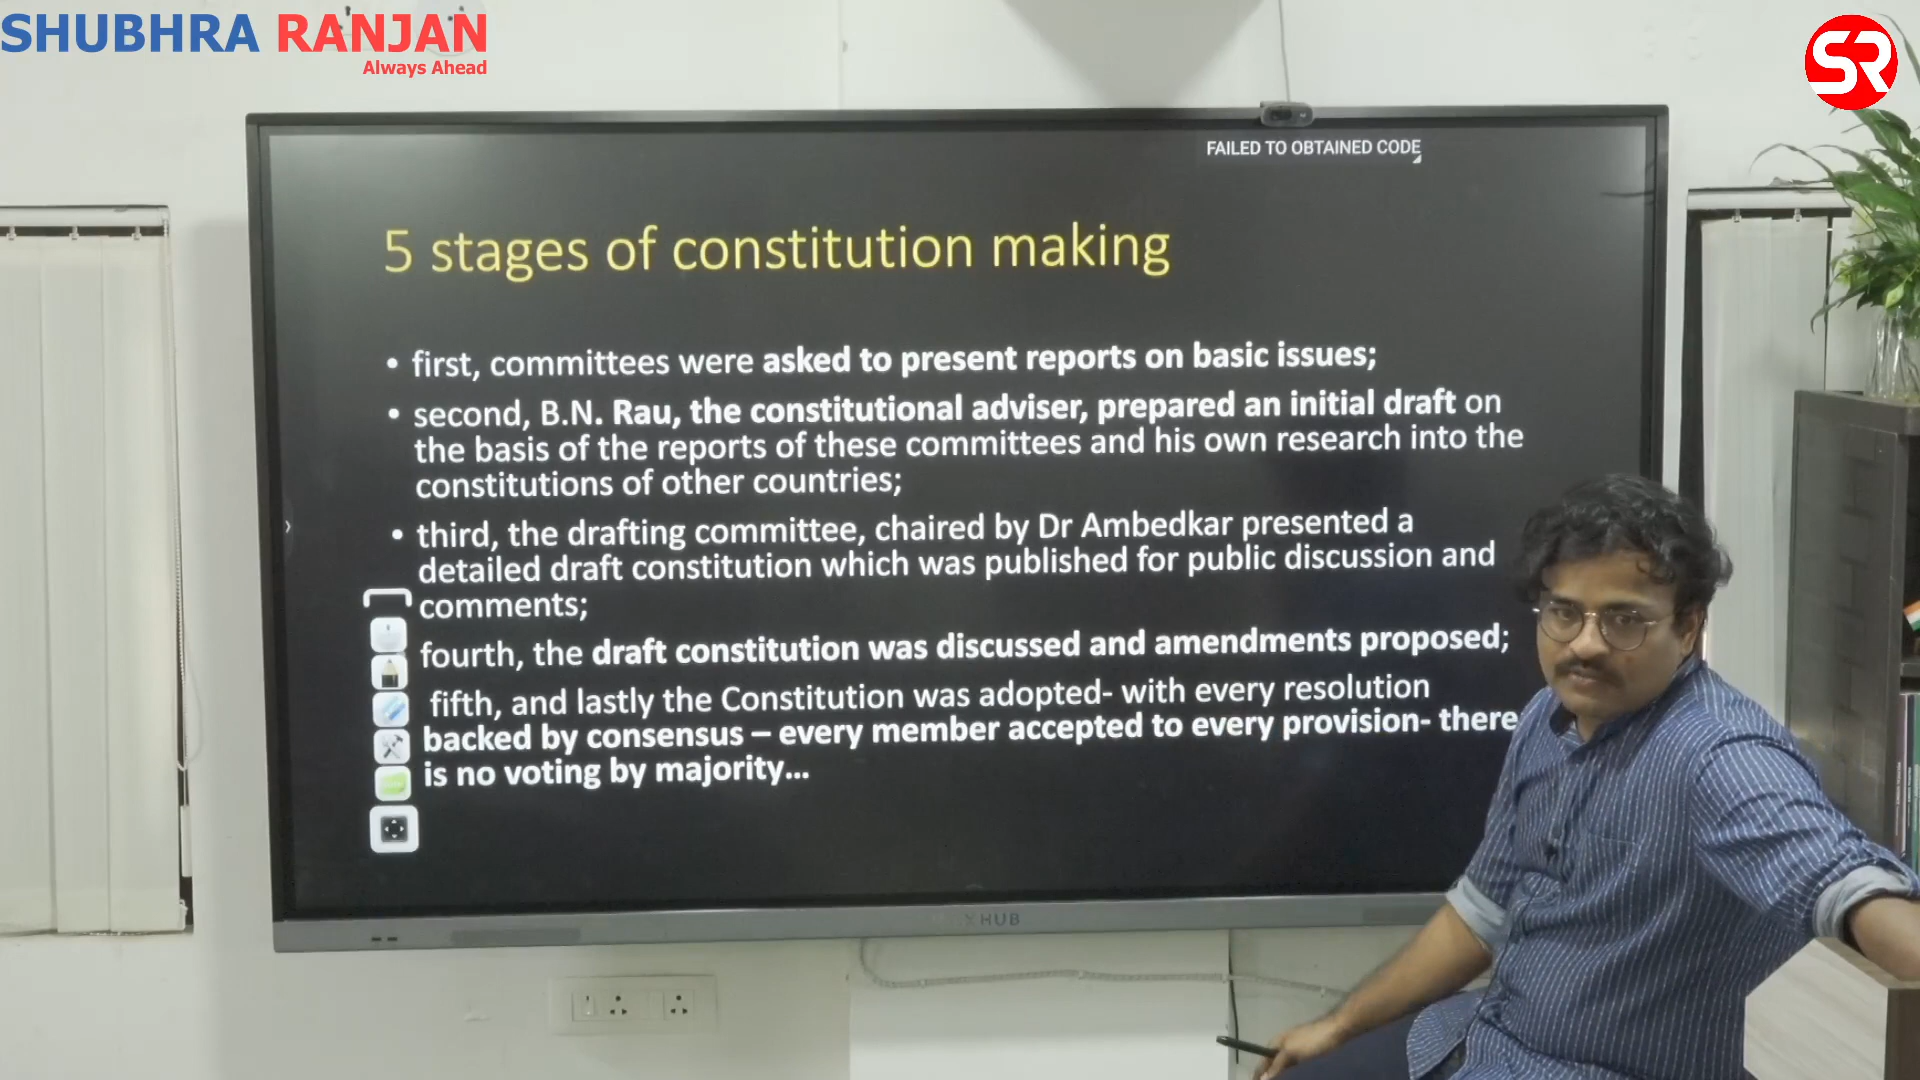 SHUBHRA RANJAN
Always Ahead
SR
FAILED TO OBTAINED CODE
5 stages of constitution making
• first, committees were asked to present reports on basic issues;
• second, B.N. Rau, the constitutional adviser, prepared an initial draft on
the basis of the reports of these committees and his own research into the
constitutions of other countries;
• third, the drafting committee, chaired by Dr Ambedkar presented a
detailed draft constitution which was published for public discussion and
comments;
fourth, the draft constitution was discussed and amendments proposed;
fifth, and lastly the Constitution was adopted- with every resolution
backed by consensus – every member accepted to every provision- there
is no voting by majority...
HUB